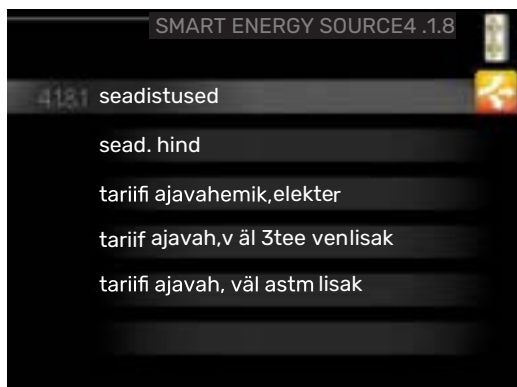 SMART ENERGY SOURCE4 .1.8
4.1.8.1 seadistused
sead. hind
tariifi ajavahemik,elekter
tariif ajavah,v äl 3tee venlisak
tariifi ajavah, väl astm lisak